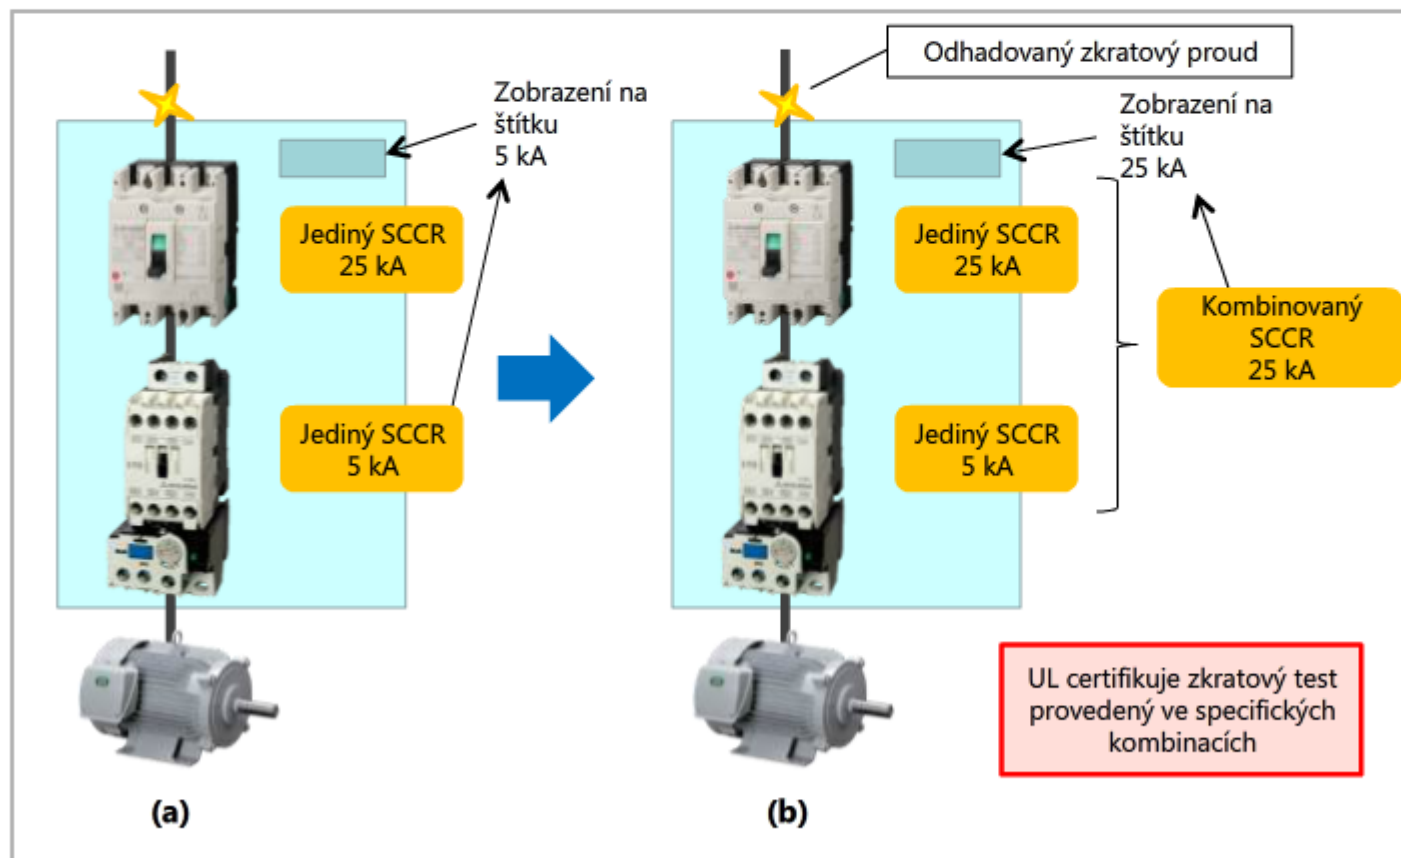 Odhadovaný zkratový proud
Zobrazení na
štítku
5 kA
Jediný SCCR
25 kA
Jediný SCCR
5 kA
(a)
Zobrazení na
štítku
25 kA
Jediný SCCR
25 kA
Kombinovaný
SCCR
25 kA
Jediný SCCR
5 kA
UL certifikuje zkratový test
provedený ve specifických
kombinacích
(b)